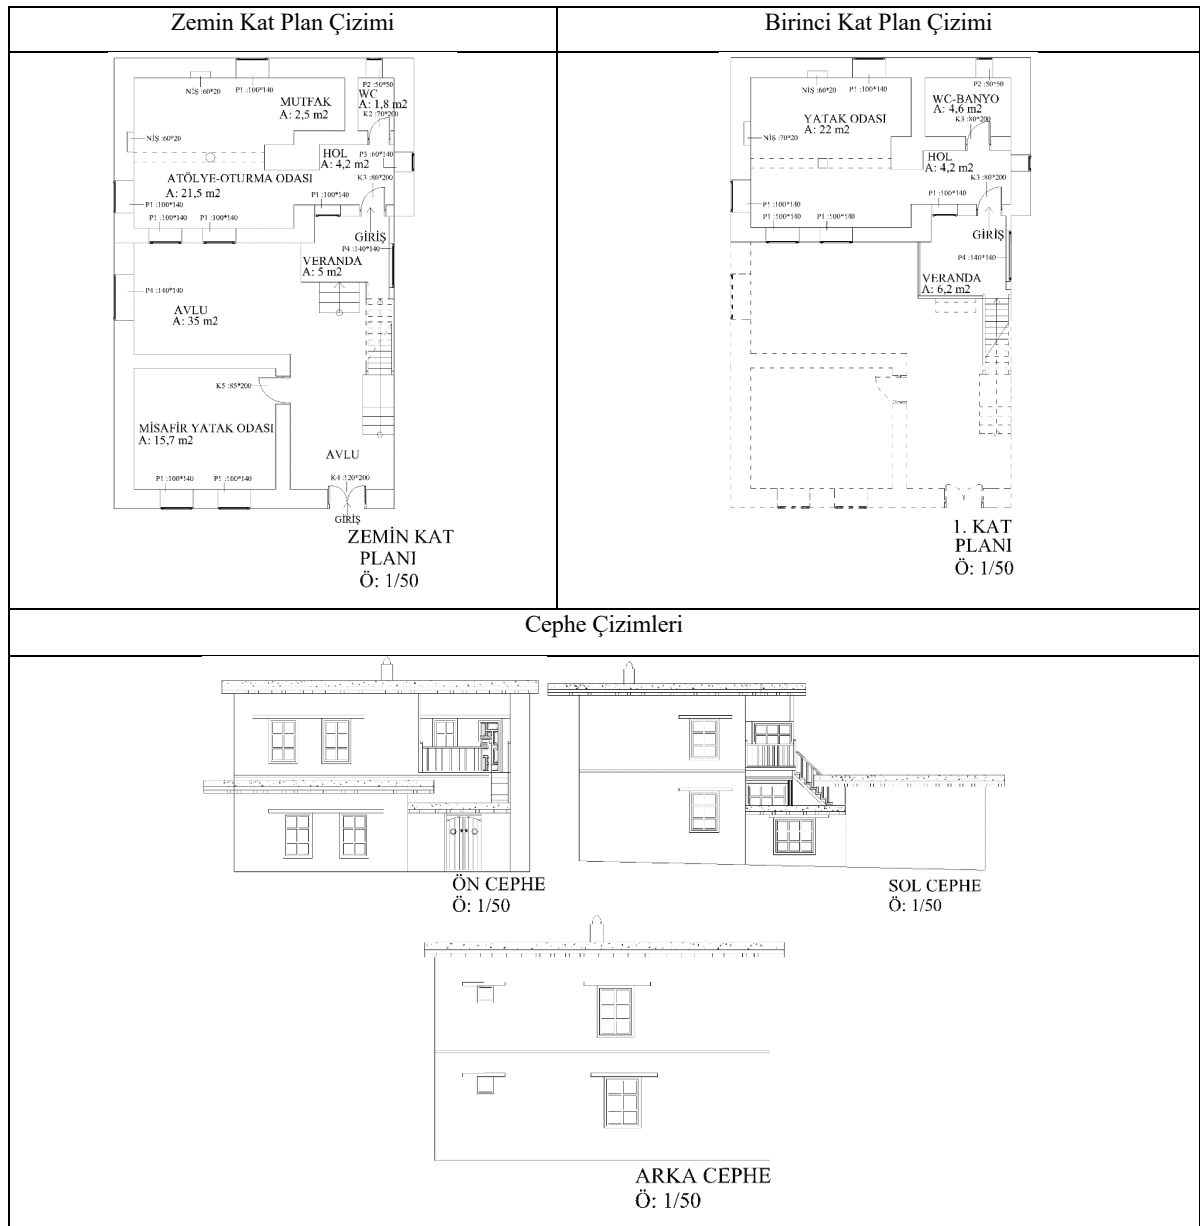 Zemin Kat Plan Çizimi
Birinci Kat Plan Çizimi
NİŞ :60*20
P1 :100*140
P2 :50*50
MUTFAK
A: 2,5 m2
WC
A: 1,8 m2
K2 :70*200
NİŞ :60*20
HOL
A: 4,2 m2
P3 :60*140
ATÖLYE-OTURMA ODASI
A: 21,5 m2
K3 :80*200
P1 :100*140
P1 :100*140
P1 :100*140
P1 :100*140
GİRİŞ
P4 :140*140
VERANDA
A: 5 m2
P4 :140*140
AVLU
A: 35 m2
K5 :85*200
MİSAFİR YATAK ODASI
A: 15,7 m2
AVLU
P1 :100*140
P1 :100*140
K4 :120*200
GİRİŞ
ZEMİN KAT
PLANI
Ö: 1/50
NİŞ :60*20
P1 :100*140
P2 :50*50
WC-BANYO
A: 4,6 m2
K3 :80*200
YATAK ODASI
A: 22 m2
NİŞ :70*20
HOL
A: 4,2 m2
K3 :80*200
P1 :100*140
P1 :100*140
P1 :100*140
P1 :100*140
GİRİŞ
P4 :140*140
VERANDA
A: 6,2 m2
1. KAT
PLANI
Ö: 1/50
Cephe Çizimleri
ÖN CEPHE
Ö: 1/50
SOL CEPHE
Ö: 1/50
ARKA CEPHE
Ö: 1/50